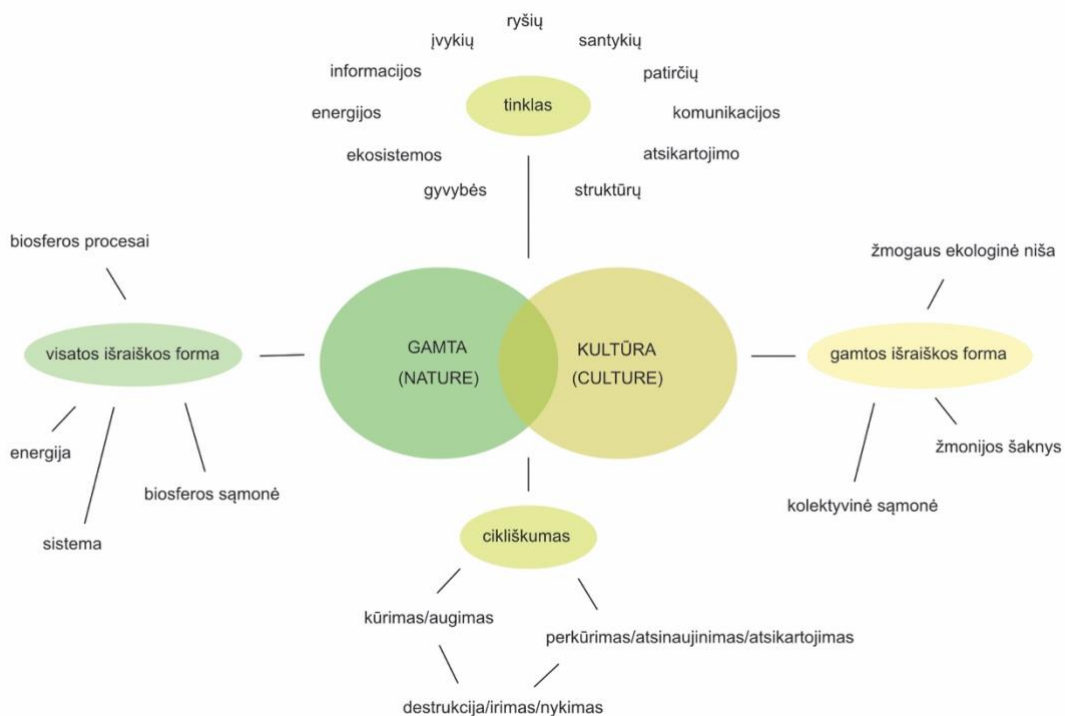 ryšių
įvykių
santykių
informacijos
patirčių
tinklas
energijos
komunikacijos
ekosistemos
atsikartojimo
gyvybės
struktūrų
biosferos procesai
žmogaus ekologinė niša
visatos išraiškos forma
GAMTA
(NATURE)
KULTŪRA
(CULTURE)
gamtos išraiškos forma
energija
biosferos sąmonė
sistema
žmonijos šaknys
kolektyvinė sąmonė
cikliškumas
kūrimas/augimas
perkūrimas/atsinaujinimas/atsikartojimas
destrukcija/irimas/nykimas